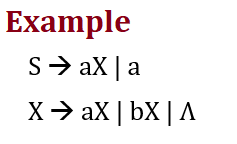 Example
S → aX | a
X → aX | bX | Λ